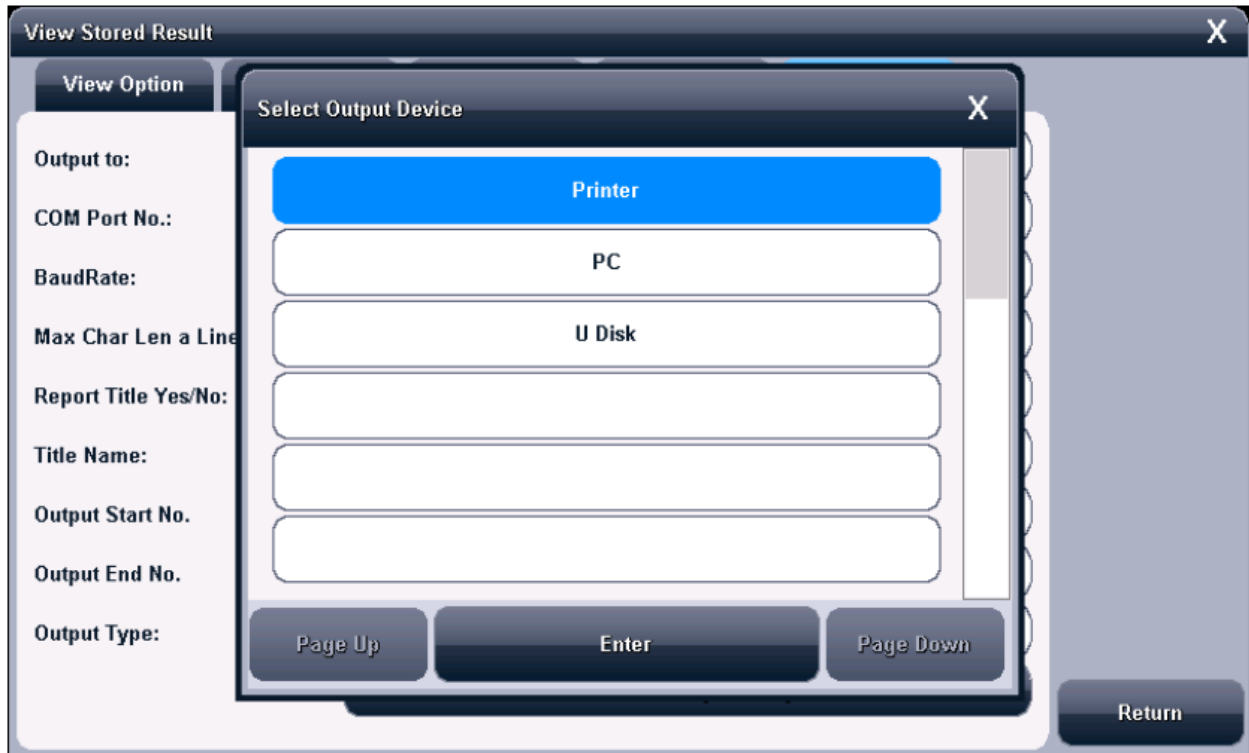 View Stored Result
X
View Option
Select Output Device
X
Output to:
COM Port No.:
BaudRate:
Max Char Len a Line
Report Title Yes/No:
Title Name:
Output Start No.
Output End No.
Output Type:
Printer
PC
U Disk
Page Up
Enter
Page Down
Return